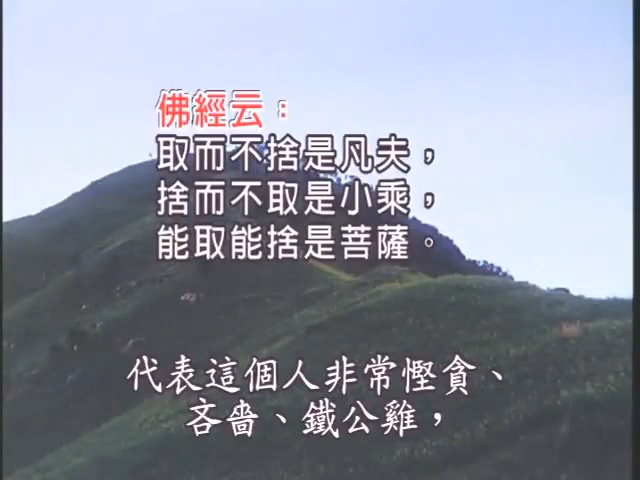 佛經云：
取而不捨是凡夫，
捨而不取是小乘，
能取能捨是菩薩。
代表這個人非常慳貪、
吝嗇、鐵公雞，